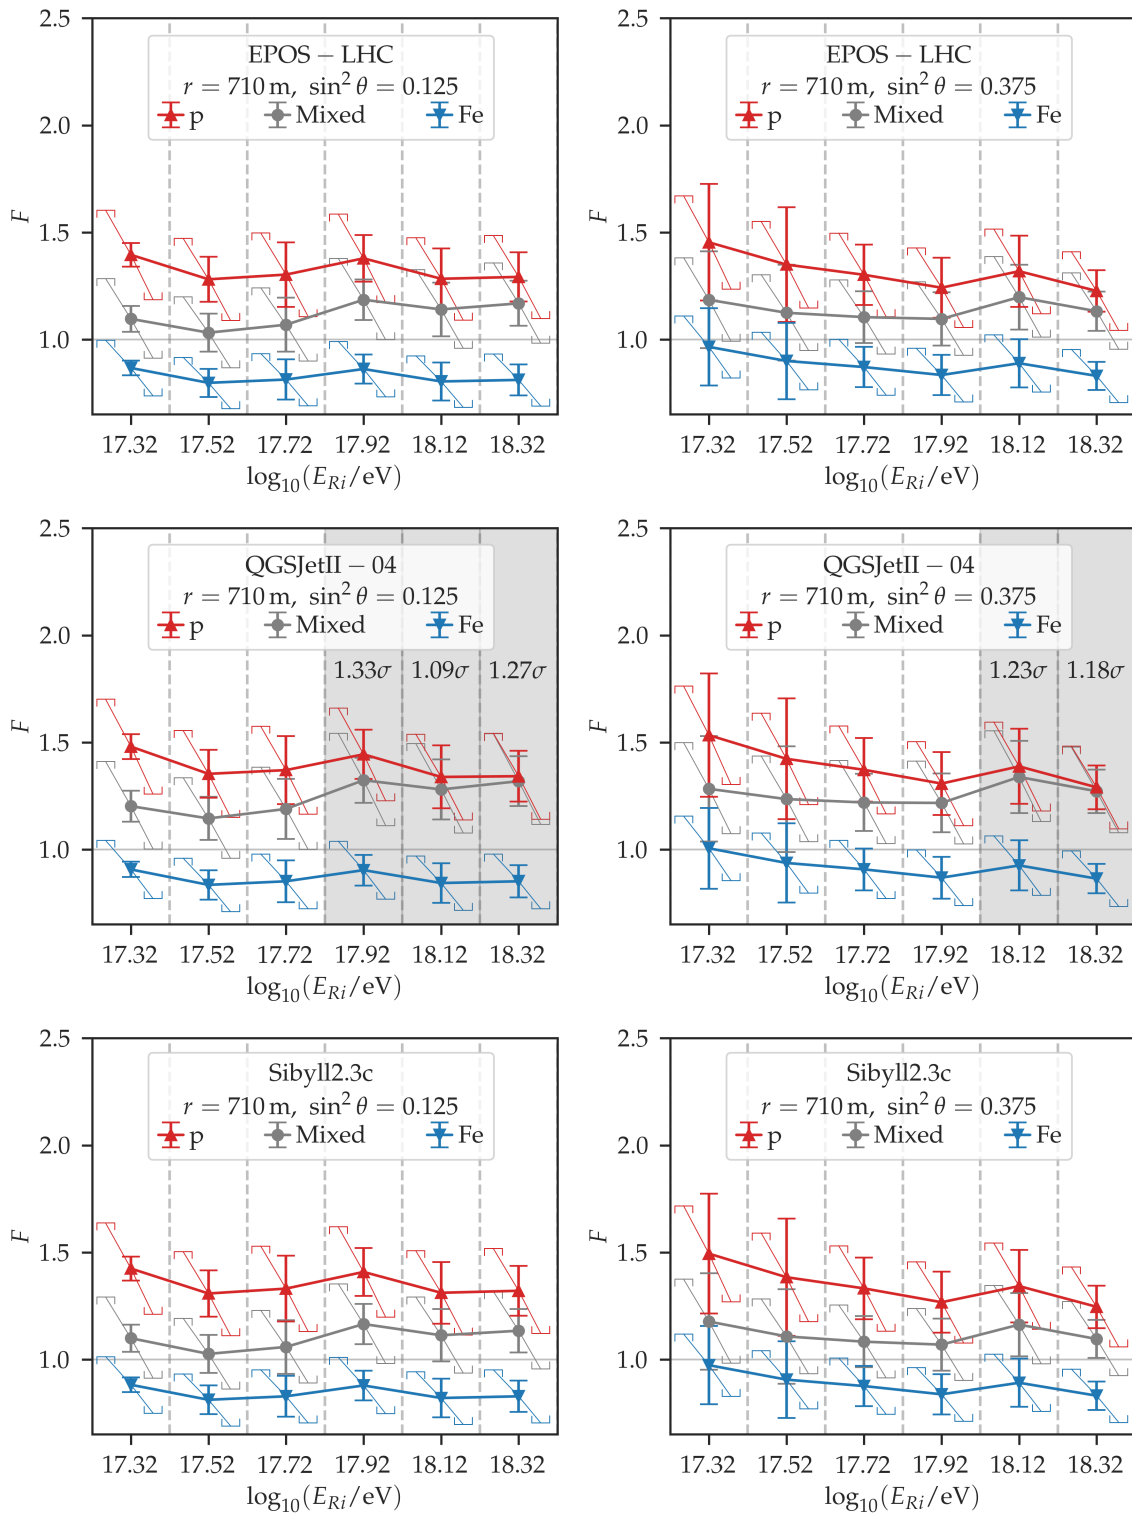 2.5
2.0
1.5
1.0
F
EPOS − LHC
r = 710 m, sin² θ = 0.125
p Mixed Fe
17.32 17.52 17.72 17.92 18.12 18.32
log₁₀(E_Ri/eV)
2.5
2.0
1.5
1.0
F
EPOS − LHC
r = 710 m, sin² θ = 0.375
p Mixed Fe
17.32 17.52 17.72 17.92 18.12 18.32
log₁₀(E_Ri/eV)
2.5
2.0
1.5
1.0
F
QGSJetII − 04
r = 710 m, sin² θ = 0.125
p Mixed Fe
1.33σ 1.09σ 1.27σ
17.32 17.52 17.72 17.92 18.12 18.32
log₁₀(E_Ri/eV)
2.5
2.0
1.5
1.0
F
QGSJetII − 04
r = 710 m, sin² θ = 0.375
p Mixed Fe
1.23σ 1.18σ
17.32 17.52 17.72 17.92 18.12 18.32
log₁₀(E_Ri/eV)
2.5
2.0
1.5
1.0
F
Sibyll2.3c
r = 710 m, sin² θ = 0.125
p Mixed Fe
17.32 17.52 17.72 17.92 18.12 18.32
log₁₀(E_Ri/eV)
2.5
2.0
1.5
1.0
F
Sibyll2.3c
r = 710 m, sin² θ = 0.375
p Mixed Fe
17.32 17.52 17.72 17.92 18.12 18.32
log₁₀(E_Ri/eV)